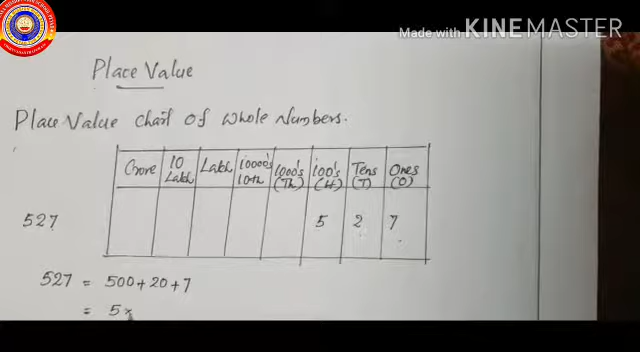 Made with KINEMASTER
Place Value
Place Value chart of whole Numbers.
Crore 10 Lakh Lakh 10000's 10th 1000's (Th) 100's (H) Tens (T) Ones (O)
527 5 2 7
527 = 500 + 20 + 7
= 5 ×